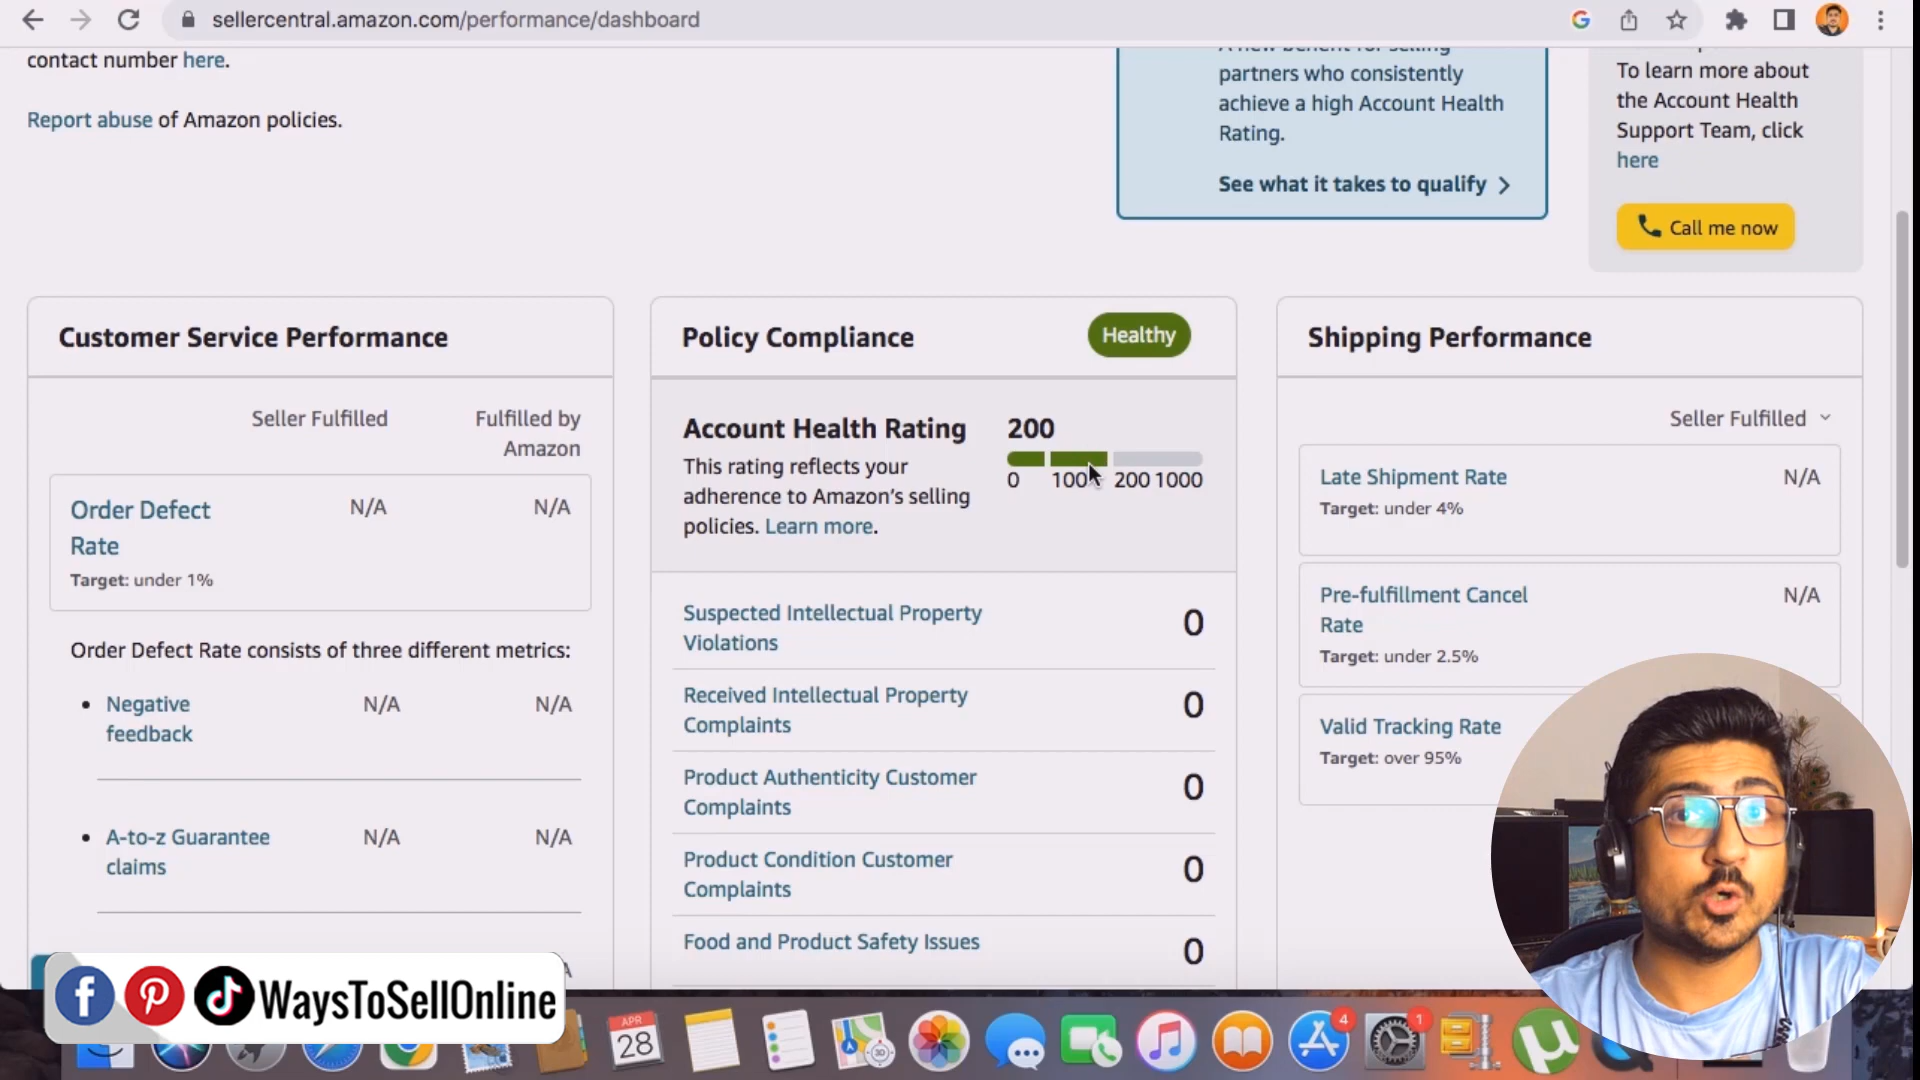 sellercentral.amazon.com/performance/dashboard
contact number here.
Report abuse of Amazon policies.
A new benefit for selling
partners who consistently
achieve a high Account Health
Rating.
See what it takes to qualify
To learn more about
the Account Health
Support Team, click
here
Call me now
Customer Service Performance
Seller Fulfilled
Fulfilled by
Amazon
Order Defect
Rate
N/A
N/A
Target: under 1%
Order Defect Rate consists of three different metrics:
• Negative
feedback
N/A
N/A
• A-to-z Guarantee
claims
N/A
N/A
Policy Compliance
Healthy
Account Health Rating
This rating reflects your
adherence to Amazon's selling
policies. Learn more.
200
0 100 200 1000
Suspected Intellectual Property
Violations
0
Received Intellectual Property
Complaints
0
Product Authenticity Customer
Complaints
0
Product Condition Customer
Complaints
0
Food and Product Safety Issues
0
Shipping Performance
Seller Fulfilled
Late Shipment Rate
N/A
Target: under 4%
Pre-fulfillment Cancel
Rate
N/A
Target: under 2.5%
Valid Tracking Rate
Target: over 95%
WaysToSellOnline
APR
28
4
1